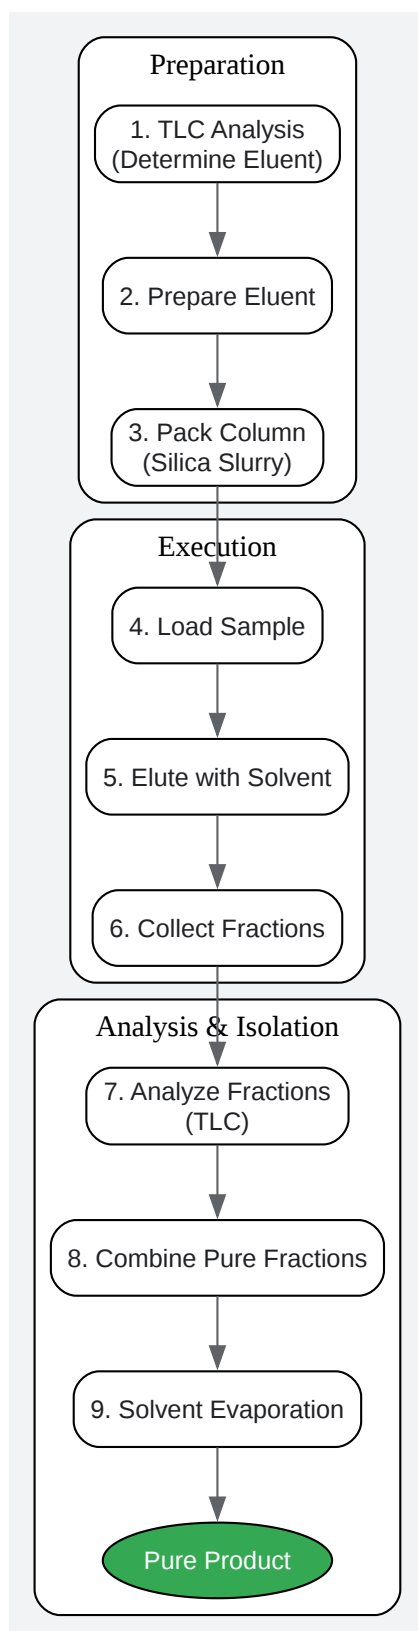 Preparation
1. TLC Analysis
(Determine Eluent)
2. Prepare Eluent
3. Pack Column
(Silica Slurry)
Execution
4. Load Sample
5. Elute with Solvent
6. Collect Fractions
Analysis & Isolation
7. Analyze Fractions
(TLC)
8. Combine Pure Fractions
9. Solvent Evaporation
Pure Product